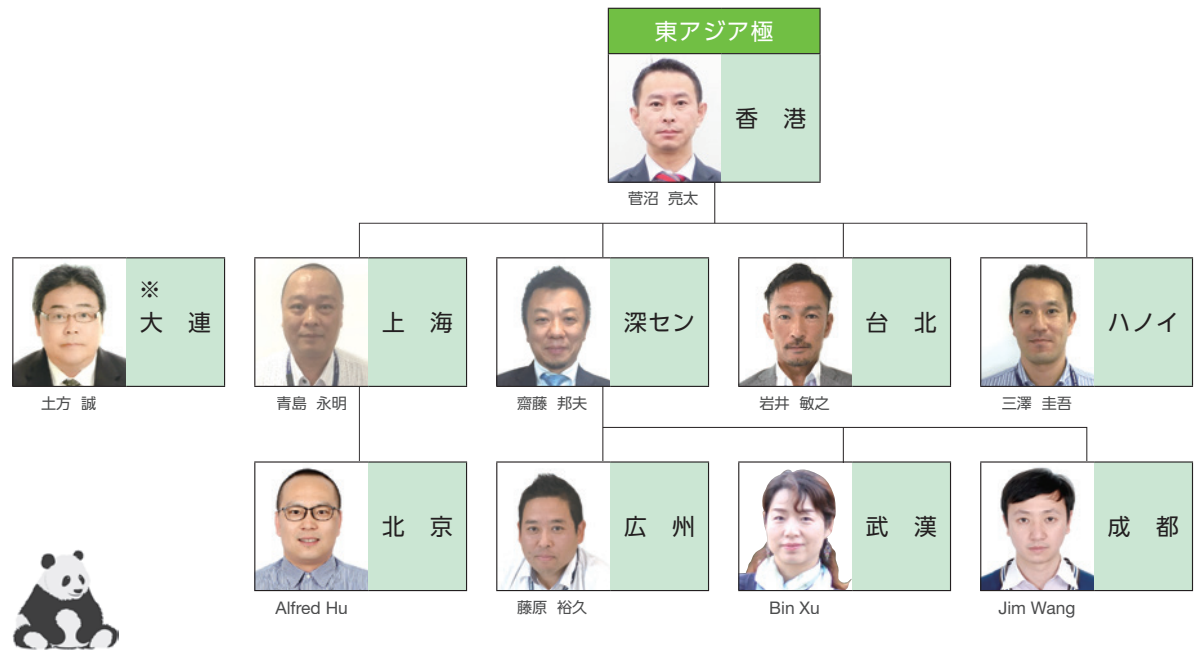 東アジア極
香 港
菅沼 亮太
※
大 連
土方 誠
上 海
青島 永明
深セン
齋藤 邦夫
台 北
岩井 敏之
ハノイ
三澤 圭吾
北 京
Alfred Hu
広 州
藤原 裕久
武 漢
Bin Xu
成 都
Jim Wang